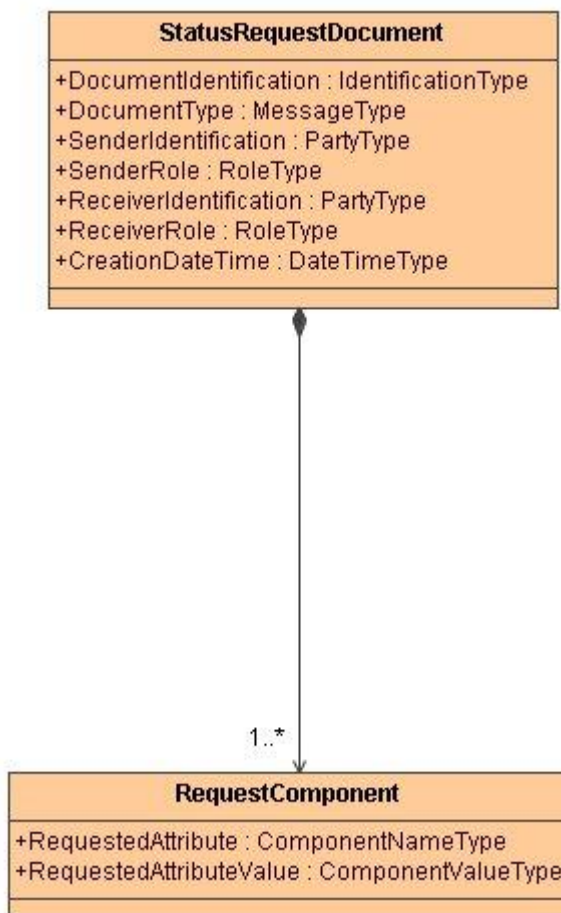 StatusRequestDocument
+DocumentIdentification : IdentificationType
+DocumentType : MessageType
+SenderIdentification : PartyType
+SenderRole : RoleType
+ReceiverIdentification : PartyType
+ReceiverRole : RoleType
+CreationDateTime : DateTimeType
1..*
RequestComponent
+RequestedAttribute : ComponentNameType
+RequestedAttributeValue : ComponentValueType